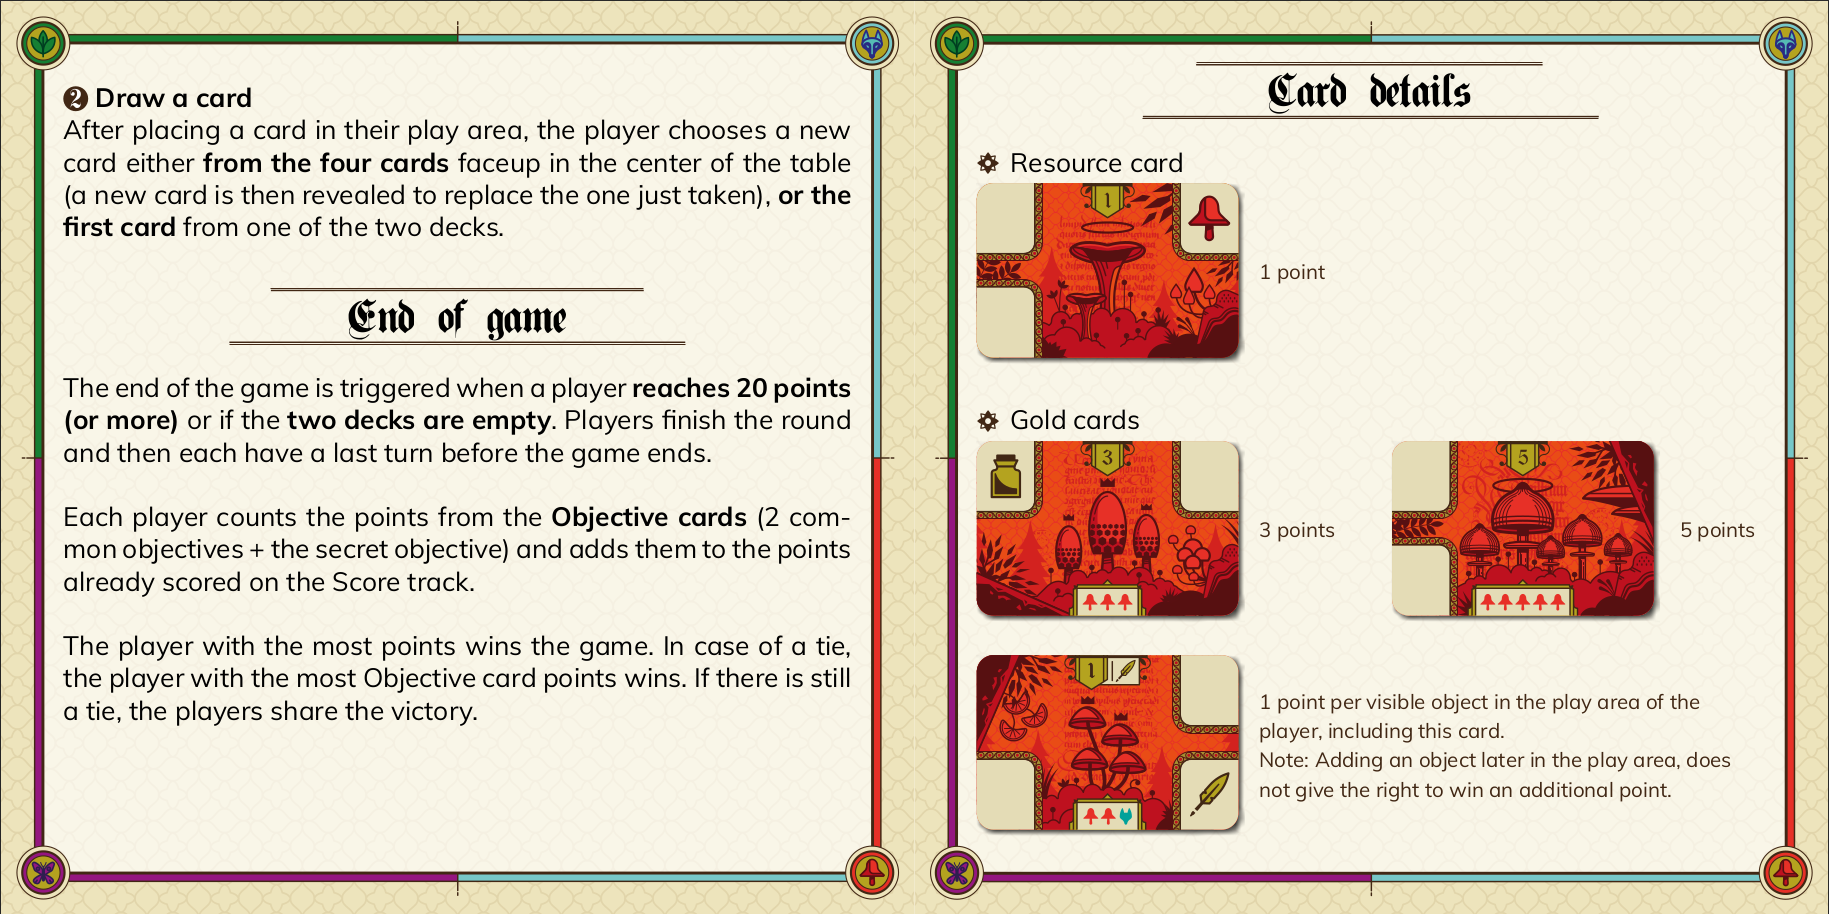 2 Draw a card
After placing a card in their play area, the player chooses a new
card either from the four cards faceup in the center of the table
(a new card is then revealed to replace the one just taken), or the
first card from one of the two decks.
End of game
The end of the game is triggered when a player reaches 20 points
(or more) or if the two decks are empty. Players finish the round
and then each have a last turn before the game ends.
Each player counts the points from the Objective cards (2 com-
mon objectives + the secret objective) and adds them to the points
already scored on the Score track.
The player with the most points wins the game. In case of a tie,
the player with the most Objective card points wins. If there is still
a tie, the players share the victory.
Card details
Resource card
1
1 point
Gold cards
3
3 points
5
5 points
1
1 point per visible object in the play area of the
player, including this card.
Note: Adding an object later in the play area, does
not give the right to win an additional point.